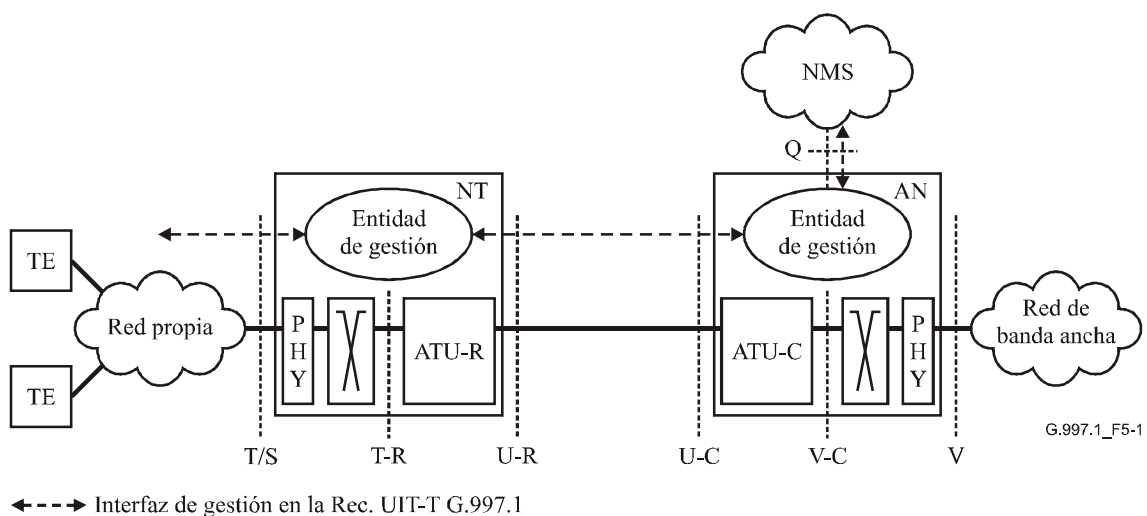 NMS
Q
NT
AN
Entidad
de gestión
Entidad
de gestión
TE
TE
Red propia
P
H
Y
ATU-R
ATU-C
P
H
Y
Red de
banda ancha
G.997.1_F5-1
T/S
T-R
U-R
U-C
V-C
V
Interfaz de gestión en la Rec. UIT-T G.997.1